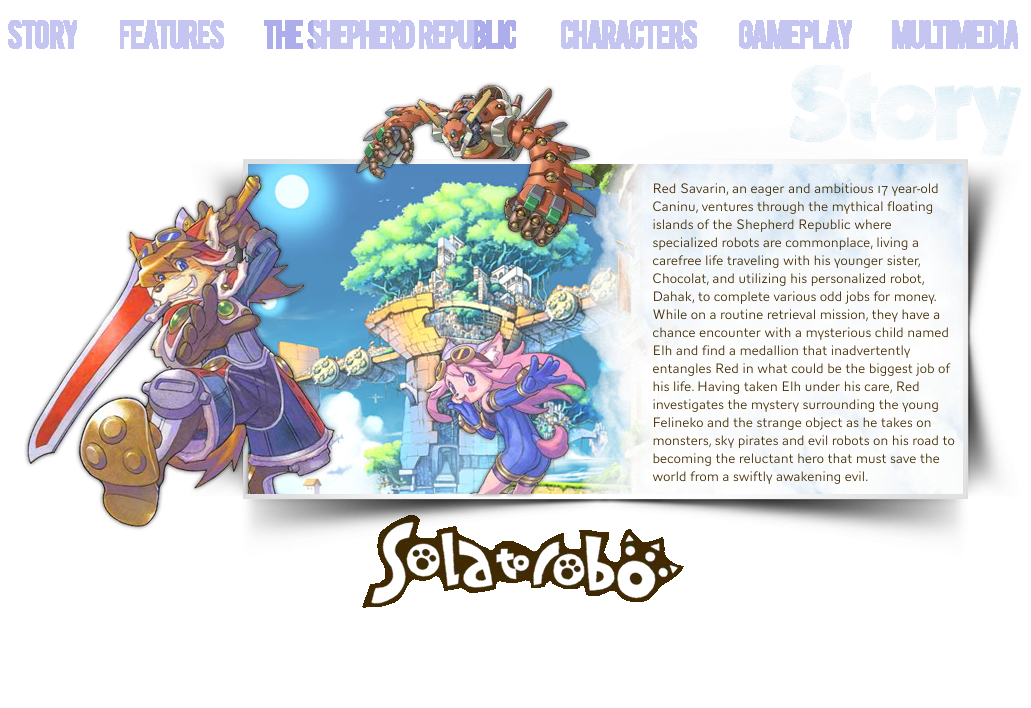 STORY FEATURES THE SHEPHERD REPUBLIC CHARACTERS GAMEPLAY MULTIMEDIA
Story
Red Savarin, an eager and ambitious 17 year-old
Caninu, ventures through the mythical floating
islands of the Shepherd Republic where
specialized robots are commonplace, living a
carefree life traveling with his younger sister,
Chocolat, and utilizing his personalized robot,
Dahak, to complete various odd jobs for money.
While on a routine retrieval mission, they have a
chance encounter with a mysterious child named
Elh and find a medallion that inadvertently
entangles Red in what could be the biggest job of
his life. Having taken Elh under his care, Red
investigates the mystery surrounding the young
Felineko and the strange object as he takes on
monsters, sky pirates and evil robots on his road to
becoming the reluctant hero that must save the
world from a swiftly awakening evil.
Solatorobo